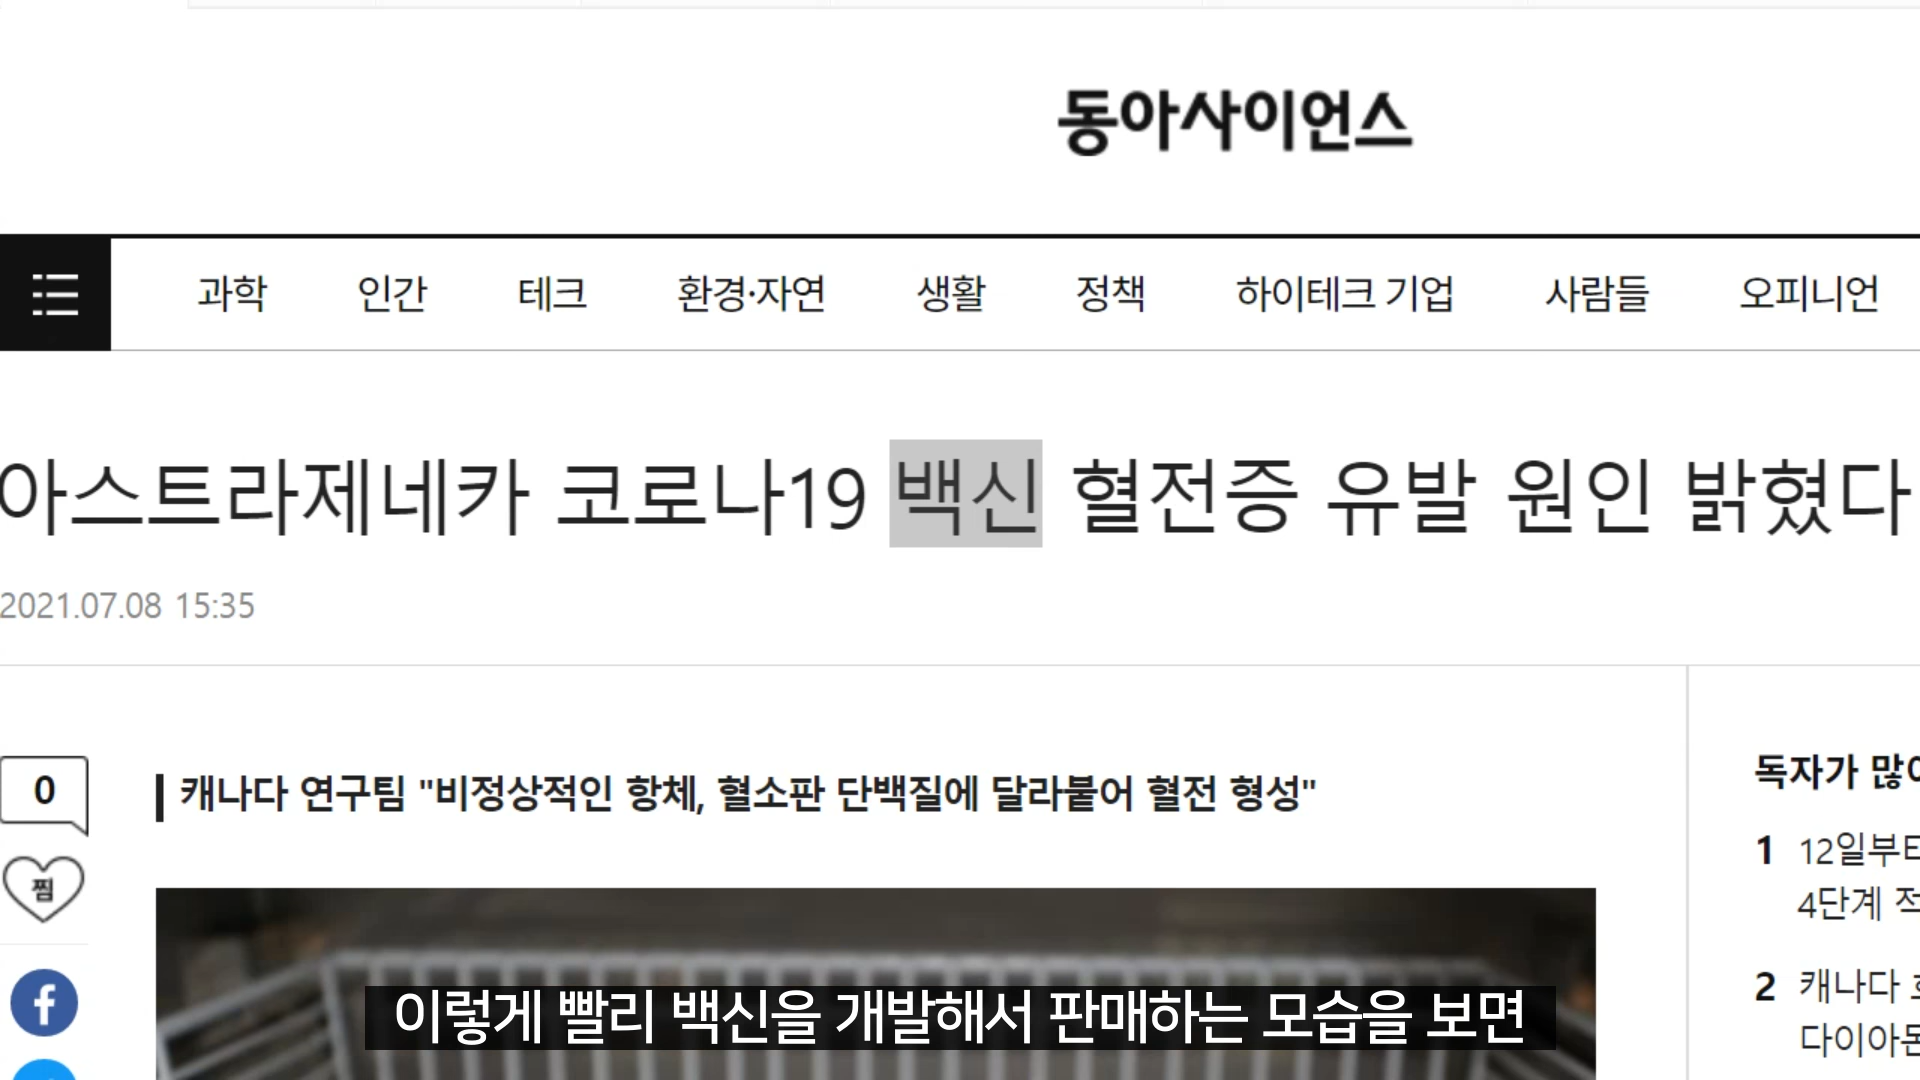 동아사이언스
과학 인간 테크 환경·자연 생활 정책 하이테크 기업 사람들 오피니언
아스트라제네카 코로나19 백신 혈전증 유발 원인 밝혔다
2021.07.08 15:35
0
찜
캐나다 연구팀 "비정상적인 항체, 혈소판 단백질에 달라붙어 혈전 형성"
독자가
1 12일부터
4단계
2 캐나다
이렇게 빨리 백신을 개발해서 판매하는 모습을 보면